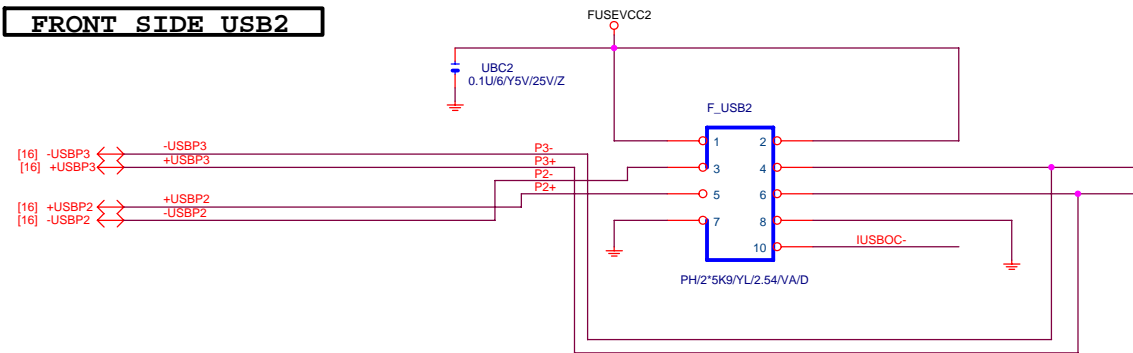 FRONT SIDE USB2
FUSEVCC2
UBC2
0.1U/6/Y5V/25V/Z
F_USB2
[16] -USBP3 -USBP3 P3-
[16] +USBP3 +USBP3 P3+
P2-
[16] +USBP2 +USBP2 P2+
[16] -USBP2 -USBP2
1 2
3 4
5 6
7 8
10 IUSBOC-
PH/2*5K9/YL/2.54/VA/D